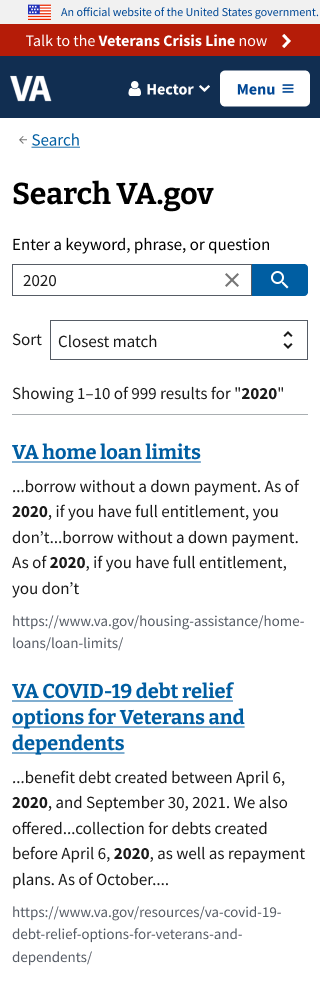 An official website of the United States government.
Talk to the Veterans Crisis Line now
VA
Hector
Menu
Search
Search VA.gov
Enter a keyword, phrase, or question
2020
Sort
Closest match
Showing 1–10 of 999 results for "2020"
VA home loan limits
...borrow without a down payment. As of
2020, if you have full entitlement, you
don’t...borrow without a down payment.
As of 2020, if you have full entitlement,
you don’t
https://www.va.gov/housing-assistance/home-
loans/loan-limits/
VA COVID-19 debt relief
options for Veterans and
dependents
...benefit debt created between April 6,
2020, and September 30, 2021. We also
offered...collection for debts created
before April 6, 2020, as well as repayment
plans. As of October....
https://www.va.gov/resources/va-covid-19-
debt-relief-options-for-veterans-and-
dependents/